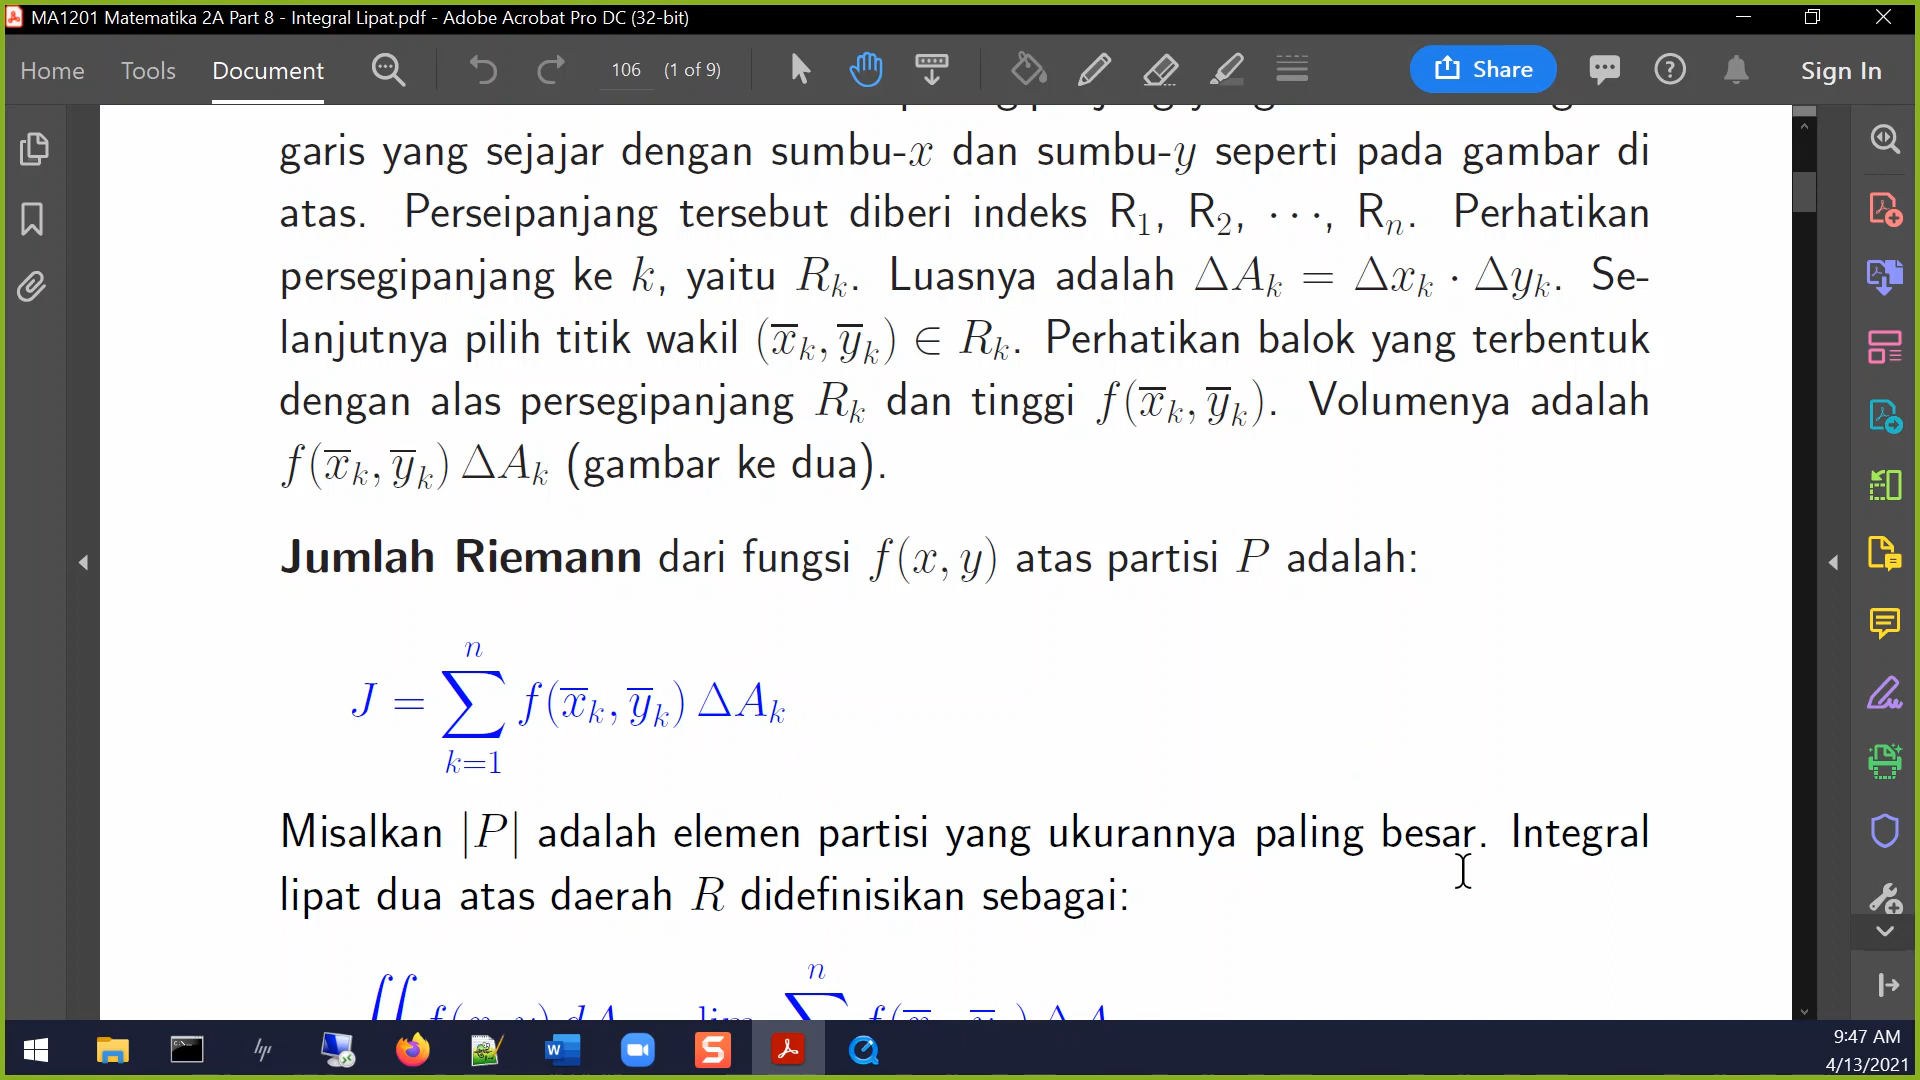 MA1201 Matematika 2A Part 8 - Integral Lipat.pdf - Adobe Acrobat Pro DC (32-bit)
Home Tools Document 106 (1 of 9) Share Sign In
garis yang sejajar dengan sumbu-x dan sumbu-y seperti pada gambar di
atas. Perseipanjang tersebut diberi indeks R₁, R₂, ⋯, Rₙ. Perhatikan
persegipanjang ke k, yaitu Rₖ. Luasnya adalah ΔAₖ = Δxₖ · Δyₖ. Se-
lanjutnya pilih titik wakil (x̅ₖ, y̅ₖ) ∈ Rₖ. Perhatikan balok yang terbentuk
dengan alas persegipanjang Rₖ dan tinggi f(x̅ₖ, y̅ₖ). Volumenya adalah
f(x̅ₖ, y̅ₖ) ΔAₖ (gambar ke dua).
Jumlah Riemann dari fungsi f(x, y) atas partisi P adalah:
n
J = ∑ f(x̅ₖ, y̅ₖ) ΔAₖ
k=1
Misalkan |P| adalah elemen partisi yang ukurannya paling besar. Integral
lipat dua atas daerah R didefinisikan sebagai:
n
9:47 AM
4/13/2021